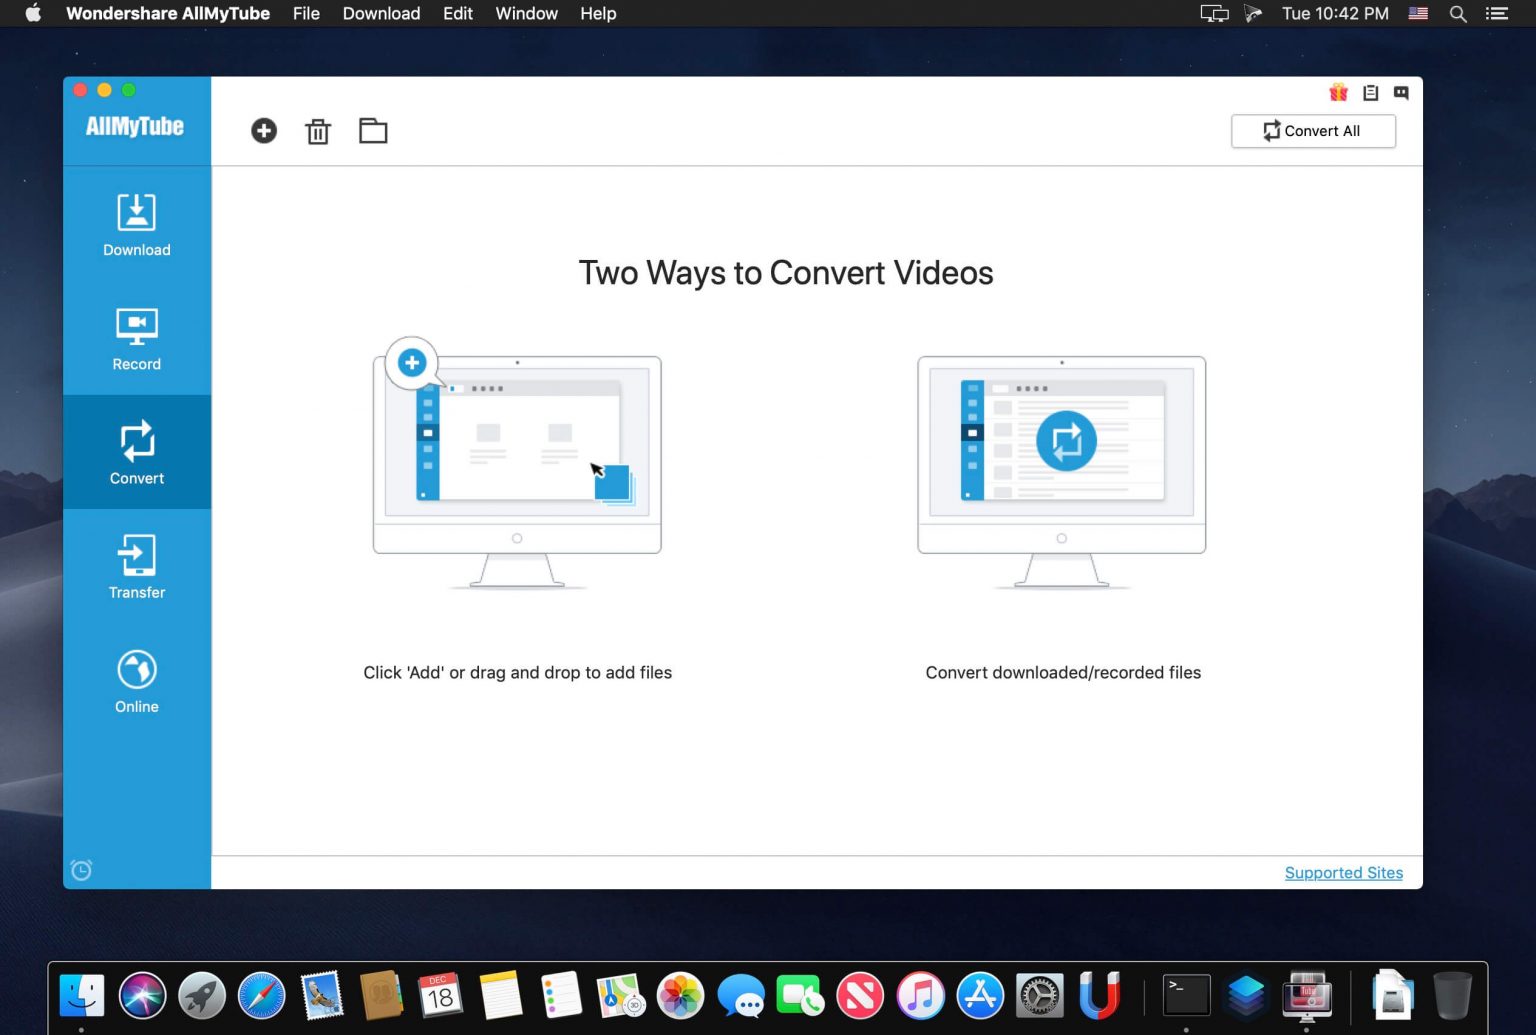 Wondershare AllMyTube File Download Edit Window Help Tue 10:42 PM
AllMyTube
Convert All
Download
Record
Convert
Transfer
Online
Two Ways to Convert Videos
Click 'Add' or drag and drop to add files
Convert downloaded/recorded files
Supported Sites
DEC
18
3D
>_
Tube